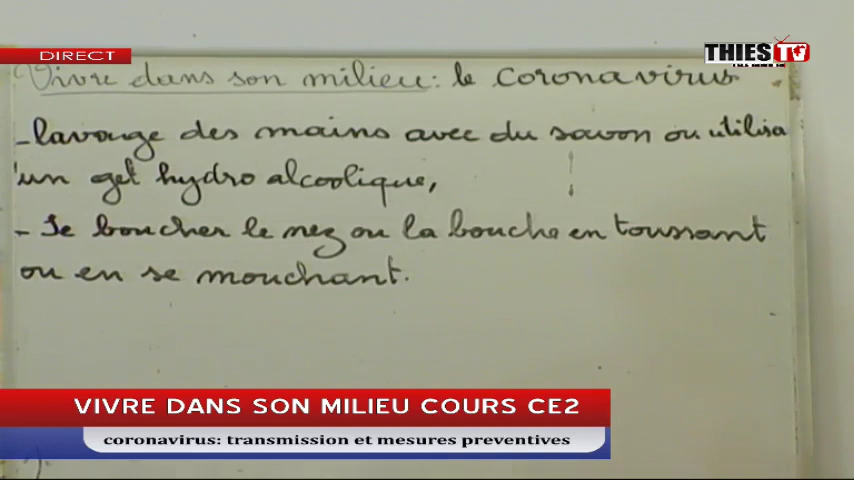 DIRECT
THIESTV
Vivre dans son milieu : le coronavirus
- lavage des mains avec du savon ou utilisa
un gel hydro alcoolique,
- Se boucher le nez ou la bouche en toussant
ou en se mouchant.
VIVRE DANS SON MILIEU COURS CE2
coronavirus: transmission et mesures preventives